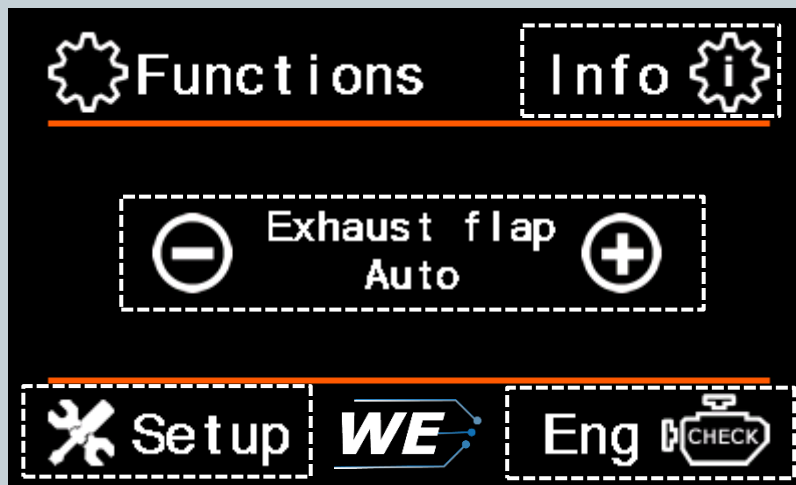 Functions
Info i
Exhaust flap
Auto
Setup
WE
Eng CHECK